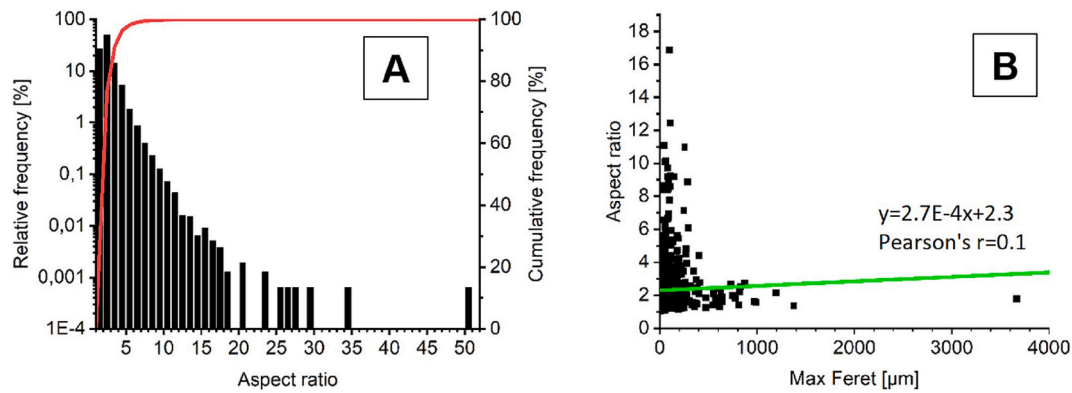 A
Relative frequency [%]
100
10
1
0,1
0,01
0,001
1E-4
5 10 15 20 25 30 35 40 45 50
Aspect ratio
100
80
60
40
20
0
Cumulative frequency [%]
B
Aspect ratio
18
16
14
12
10
8
6
4
2
0
y=2.7E-4x+2.3
Pearson's r=0.1
0 1000 2000 3000 4000
Max Feret [µm]